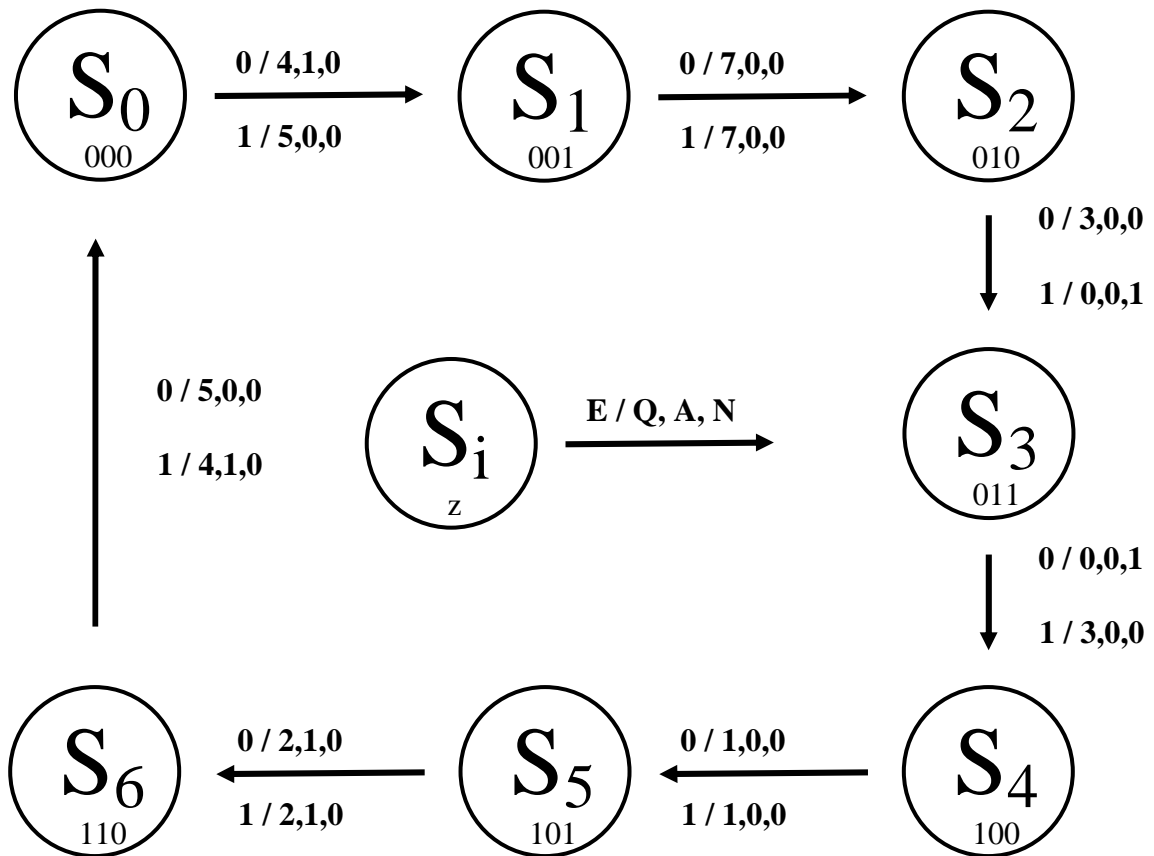 S0
000
0 / 4,1,0
1 / 5,0,0
S1
001
0 / 7,0,0
1 / 7,0,0
S2
010
0 / 3,0,0
1 / 0,0,1
0 / 5,0,0
1 / 4,1,0
Si
z
E / Q, A, N
S3
011
0 / 0,0,1
1 / 3,0,0
S6
110
0 / 2,1,0
1 / 2,1,0
S5
101
0 / 1,0,0
1 / 1,0,0
S4
100